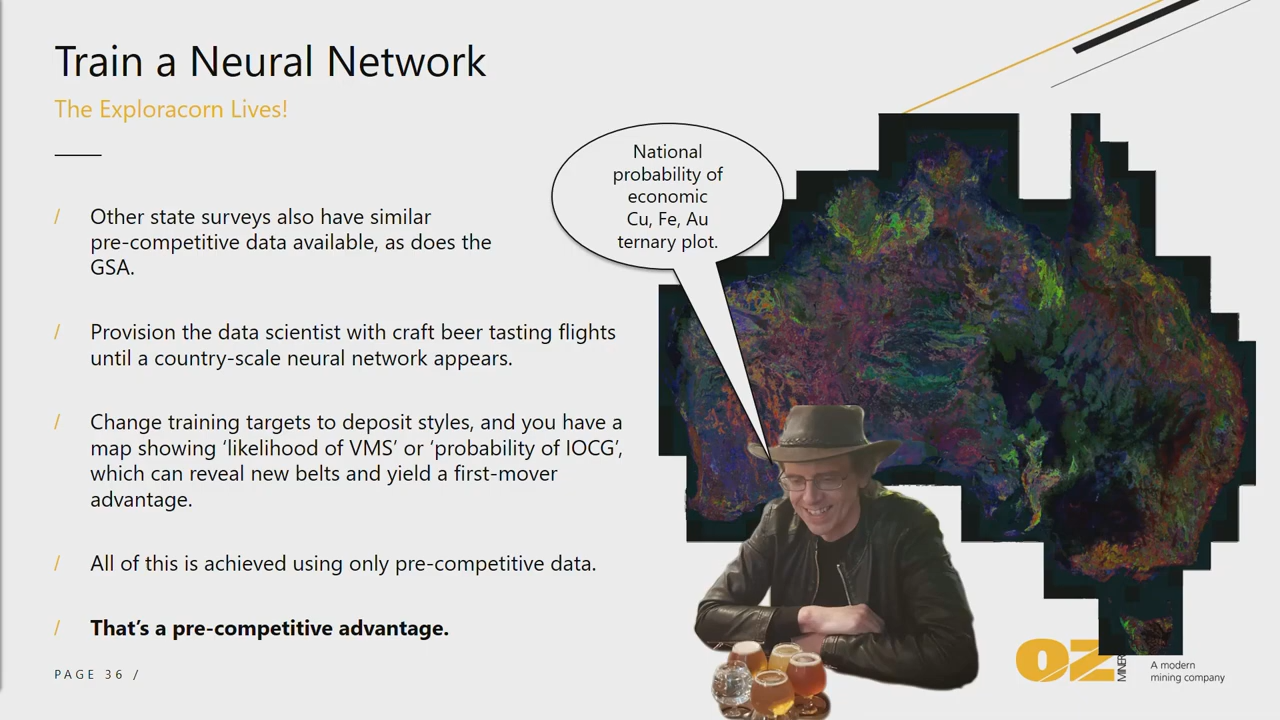 Train a Neural Network
The Exploracorn Lives!
National
probability of
economic
Cu, Fe, Au
ternary plot.
/ Other state surveys also have similar
pre-competitive data available, as does the
GSA.
/ Provision the data scientist with craft beer tasting flights
until a country-scale neural network appears.
/ Change training targets to deposit styles, and you have a
map showing ‘likelihood of VMS’ or ‘probability of IOCG’,
which can reveal new belts and yield a first-mover
advantage.
/ All of this is achieved using only pre-competitive data.
/ That’s a pre-competitive advantage.
PAGE 36 /
OZ
A modern
mining company